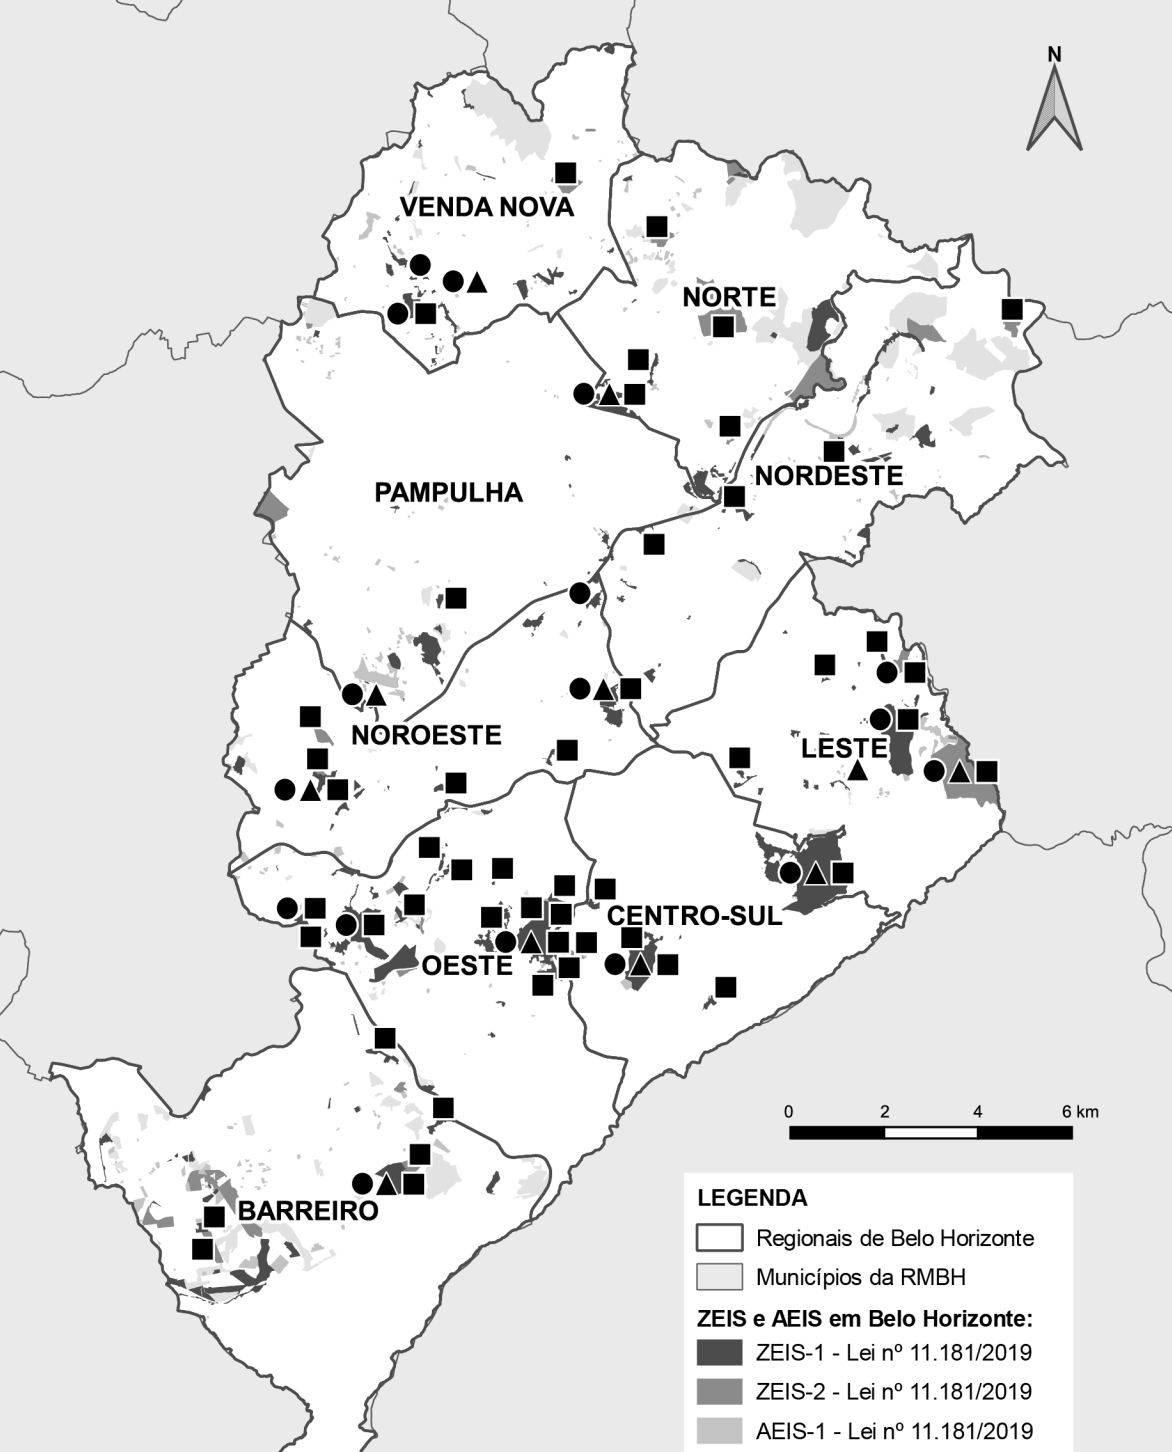 N
VENDA NOVA
NORTE
NORDESTE
PAMPULHA
NOROESTE
LESTE
CENTRO-SUL
OESTE
BARREIRO
0 2 4 6 km
LEGENDA
Regionais de Belo Horizonte
Municípios da RMBH
ZEIS e AEIS em Belo Horizonte:
ZEIS-1 - Lei nº 11.181/2019
ZEIS-2 - Lei nº 11.181/2019
AEIS-1 - Lei nº 11.181/2019